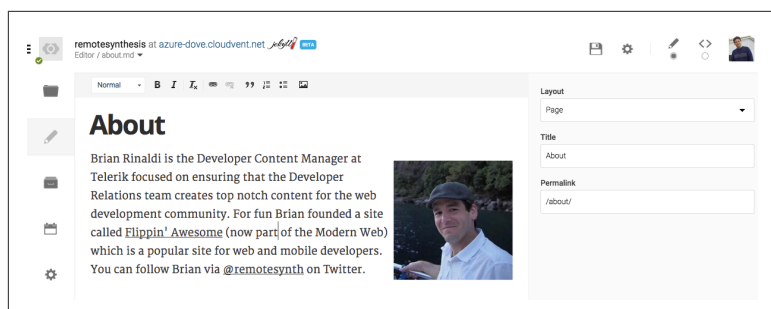 remotesynthesis at azure-dove.cloudvent.net jekyll BETA
Editor / about.md
Normal B I Tx
About
Brian Rinaldi is the Developer Content Manager at
Telerik focused on ensuring that the Developer
Relations team creates top notch content for the web
development community. For fun Brian founded a site
called Flippin' Awesome (now part of the Modern Web)
which is a popular site for web and mobile developers.
You can follow Brian via @remotesynth on Twitter.
Layout
Page
Title
About
Permalink
/about/